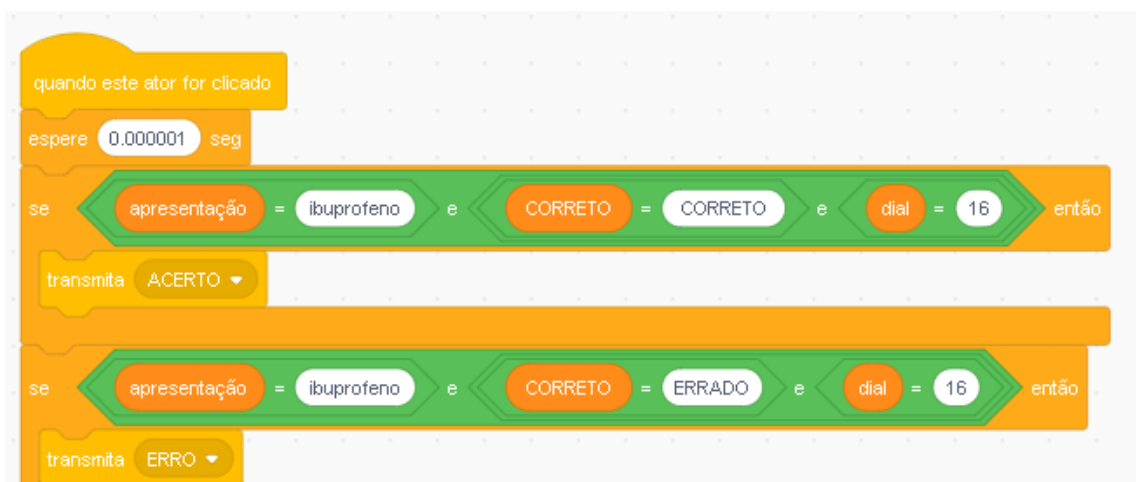 quando este ator for clicado
espere 0.000001 seg
se apresentação = ibuprofeno e CORRETO = CORRETO e dial = 16 então
transmita ACERTO
se apresentação = ibuprofeno e CORRETO = ERRADO e dial = 16 então
transmita ERRO